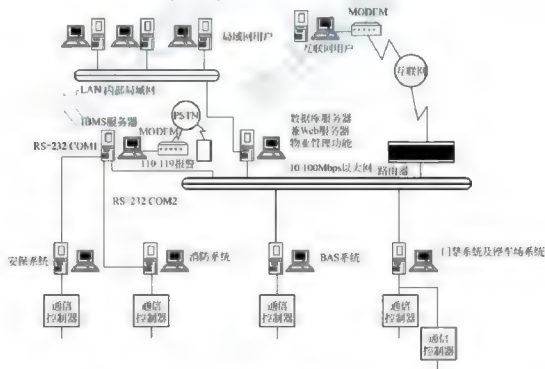 MODEM
局域网用户
互联网用户
互联网
LAN 内部局域网
IBMS服务器
PSTN
MODEM
数据库服务器
兼Web服务器
物业管理功能
RS-232 COM1
110 119报警
10 100Mbps以太网
路由器
RS 232 COM2
安保系统
消防系统
BAS系统
门禁系统及停车场系统
通信
控制器
通信
控制器
通信
控制器
通信
控制器
通信
控制器